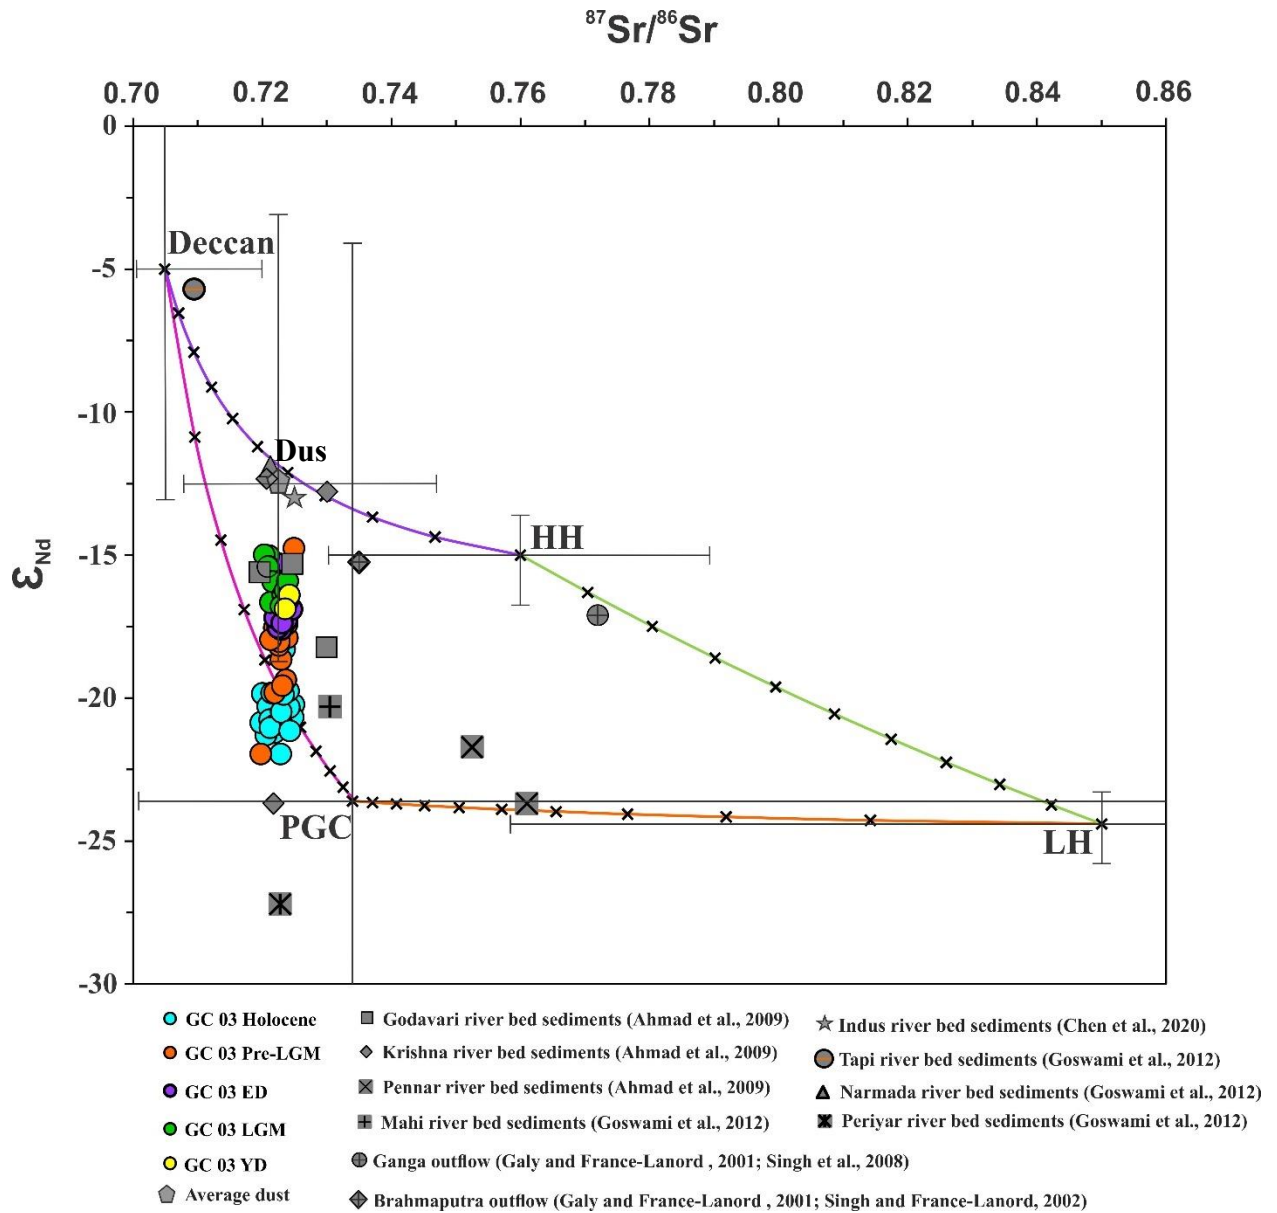 ⁸⁷Sr/⁸⁶Sr
0.70 0.72 0.74 0.76 0.78 0.80 0.82 0.84 0.86
0
Deccan
-5
-10
Dus
εNd
-15
HH
-20
PGC
-25
LH
-30
GC 03 Holocene
GC 03 Pre-LGM
GC 03 ED
GC 03 LGM
GC 03 YD
Average dust
Godavari river bed sediments (Ahmad et al., 2009)
Krishna river bed sediments (Ahmad et al., 2009)
Pennar river bed sediments (Ahmad et al., 2009)
Mahi river bed sediments (Goswami et al., 2012)
Ganga outflow (Galy and France-Lanord , 2001; Singh et al., 2008)
Brahmaputra outflow (Galy and France-Lanord , 2001; Singh and France-Lanord, 2002)
Indus river bed sediments (Chen et al., 2020)
Tapi river bed sediments (Goswami et al., 2012)
Narmada river bed sediments (Goswami et al., 2012)
Periyar river bed sediments (Goswami et al., 2012)